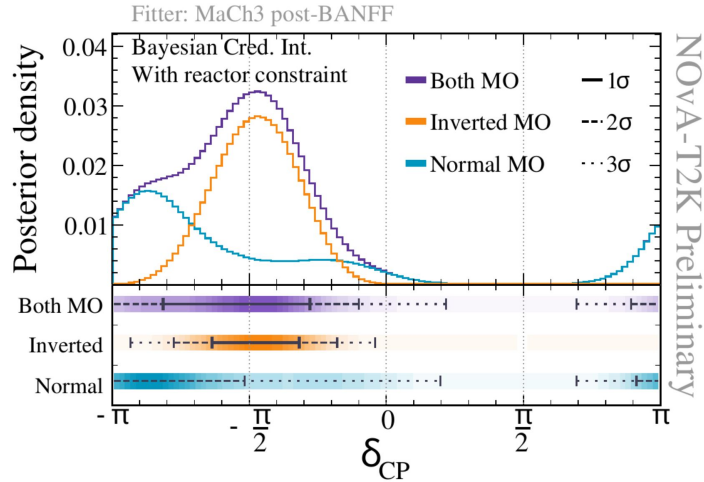 Fitter: MaCh3 post-BANFF
Bayesian Cred. Int.
With reactor constraint
Both MO
Inverted MO
Normal MO
1σ
2σ
3σ
Posterior density
0.04
0.03
0.02
0.01
Both MO
Inverted
Normal
-π
-π/2
0
π/2
π
δCP
NOvA-T2K Preliminary